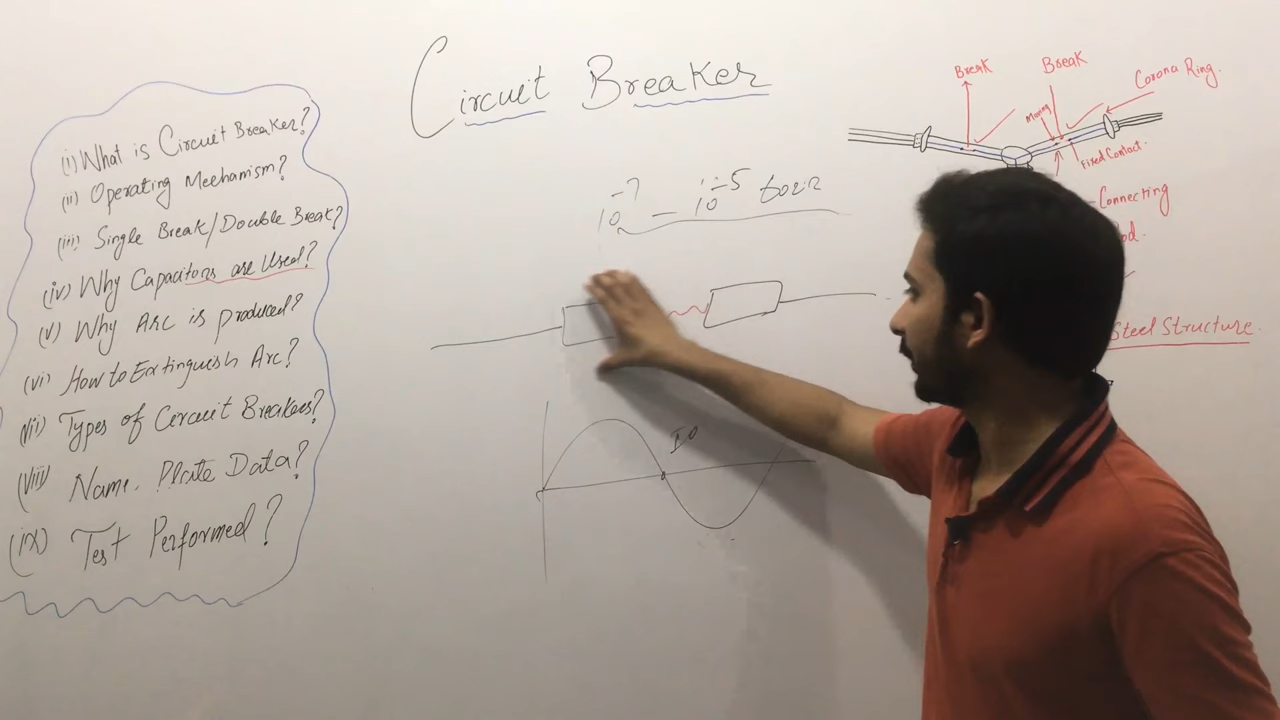 Circuit Breaker
(i) What is Circuit Breaker?
(ii) Operating Mechanism?
(iii) Single Break/Double Break?
(iv) Why Capacitors are Used?
(v) Why Arc is produced?
(vi) How to Extinguish Arc?
(vii) Types of Circuit Breakers?
(viii) Name Plate Data?
(ix) Test Performed?
10⁻⁷ – 10⁻⁵ torr
Break
Break
Corona Ring.
Moving
Fixed Contact.
Connecting
Steel Structure.